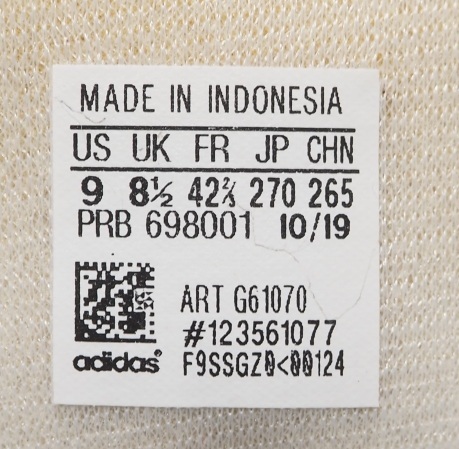 MADE IN INDONESIA
US UK FR JP CHN
9 8½ 42⅔ 270 265
PRB 698001 10/19
ART G61070
#123561077
adidas® F9SSGZ0<00124